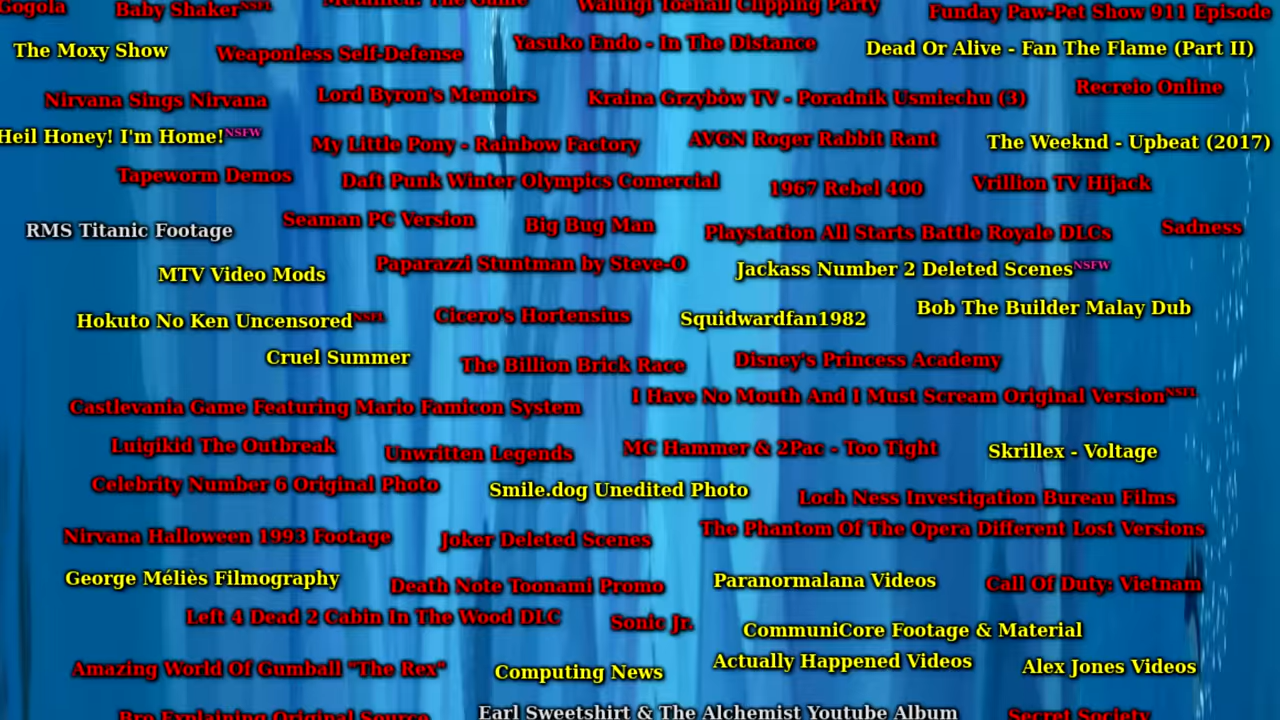 Gogola
Baby Shaker NSFL
Metallica: The Game
Waluigi Toenail Clipping Party
Funday Paw-Pet Show 911 Episode
The Moxy Show
Weaponless Self-Defense
Yasuko Endo - In The Distance
Dead Or Alive - Fan The Flame (Part II)
Nirvana Sings Nirvana
Lord Byron's Memoirs
Kraina Grzybòw TV - Poradnik Usmiechu (3)
Recreio Online
Heil Honey! I'm Home! NSFW
My Little Pony - Rainbow Factory
AVGN Roger Rabbit Rant
The Weeknd - Upbeat (2017)
Tapeworm Demos
Daft Punk Winter Olympics Comercial
1967 Rebel 400
Vrillion TV Hijack
RMS Titanic Footage
Seaman PC Version
Big Bug Man
Playstation All Starts Battle Royale DLCs
Sadness
MTV Video Mods
Paparazzi Stuntman by Steve-O
Jackass Number 2 Deleted Scenes NSFW
Hokuto No Ken Uncensored NSFL
Cicero's Hortensius
Squidwardfan1982
Bob The Builder Malay Dub
Cruel Summer
The Billion Brick Race
Disney's Princess Academy
Castlevania Game Featuring Mario Famicon System
I Have No Mouth And I Must Scream Original Version NSFL
Luigikid The Outbreak
Unwritten Legends
MC Hammer & 2Pac - Too Tight
Skrillex - Voltage
Celebrity Number 6 Original Photo
Smile.dog Unedited Photo
Loch Ness Investigation Bureau Films
Nirvana Halloween 1993 Footage
Joker Deleted Scenes
The Phantom Of The Opera Different Lost Versions
George Méliès Filmography
Death Note Toonami Promo
Paranormalana Videos
Call Of Duty: Vietnam
Left 4 Dead 2 Cabin In The Wood DLC
Sonic Jr.
CommuniCore Footage & Material
Amazing World Of Gumball "The Rex"
Computing News
Actually Happened Videos
Alex Jones Videos
Bro Explaining Original Source
Earl Sweetshirt & The Alchemist Youtube Album
Secret Society